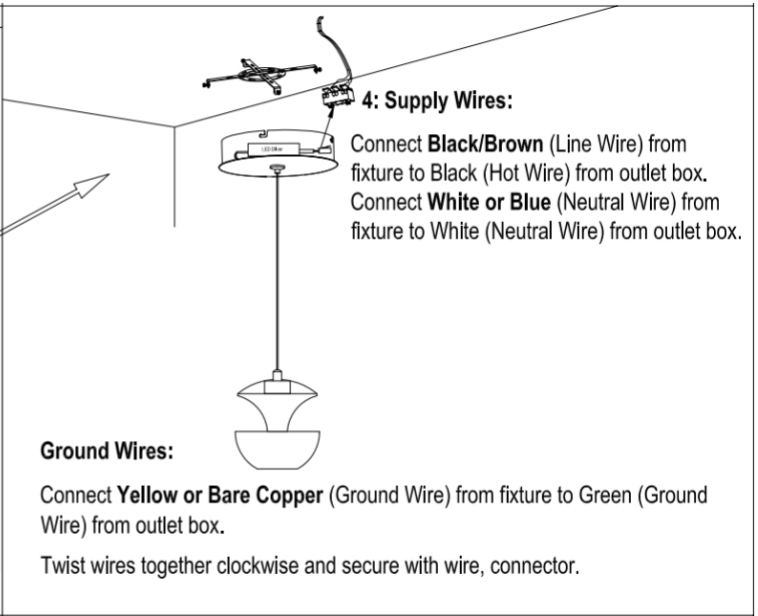 4: Supply Wires:
Connect Black/Brown (Line Wire) from
fixture to Black (Hot Wire) from outlet box.
Connect White or Blue (Neutral Wire) from
fixture to White (Neutral Wire) from outlet box.
LED Driver
Ground Wires:
Connect Yellow or Bare Copper (Ground Wire) from fixture to Green (Ground
Wire) from outlet box.
Twist wires together clockwise and secure with wire, connector.